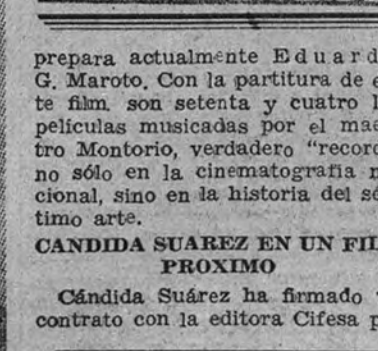 prepara actualmente Eduard
G. Maroto. Con la partitura de e
te film. son setenta y cuatro l
películas musicadas por el mae
tro Montorio, verdadero “record
no sólo en la cinematografía n
cional, sino en la historia del sé
timo arte.
CANDIDA SUAREZ EN UN FIL
PROXIMO
Cándida Suárez ha firmado
contrato con la editora Cifesa p